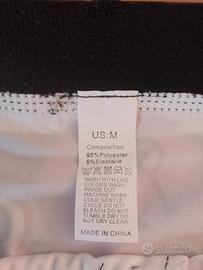 US:M
Composition
95%Polyester
5%Elastane
WASH WITH LIKE
COLORS WASH
INSIDE OUT
MACHINE WASH
COLD GENTLE
CYCLE DO NOT
BLEACH.DO NOT
TUMBLE DRY DO
NOT DRY CLEAN
MADE IN CHINA
subito